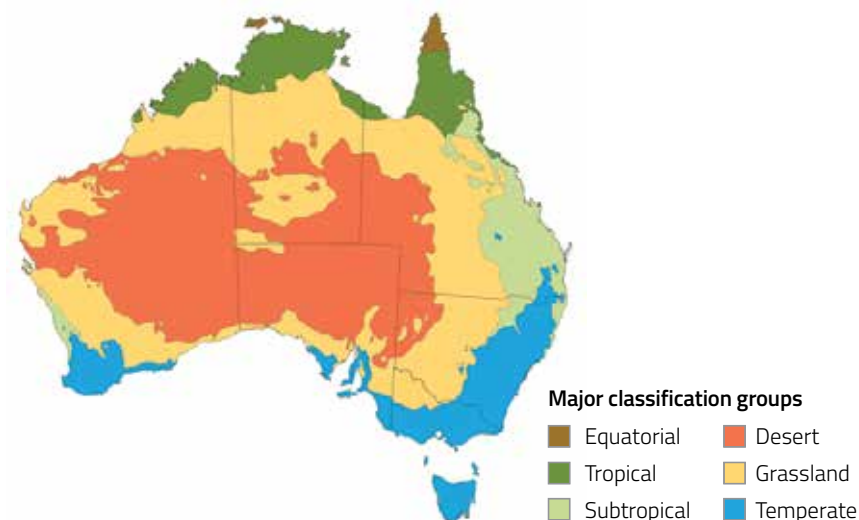 Major classification groups
Equatorial
Desert
Tropical
Grassland
Subtropical
Temperate